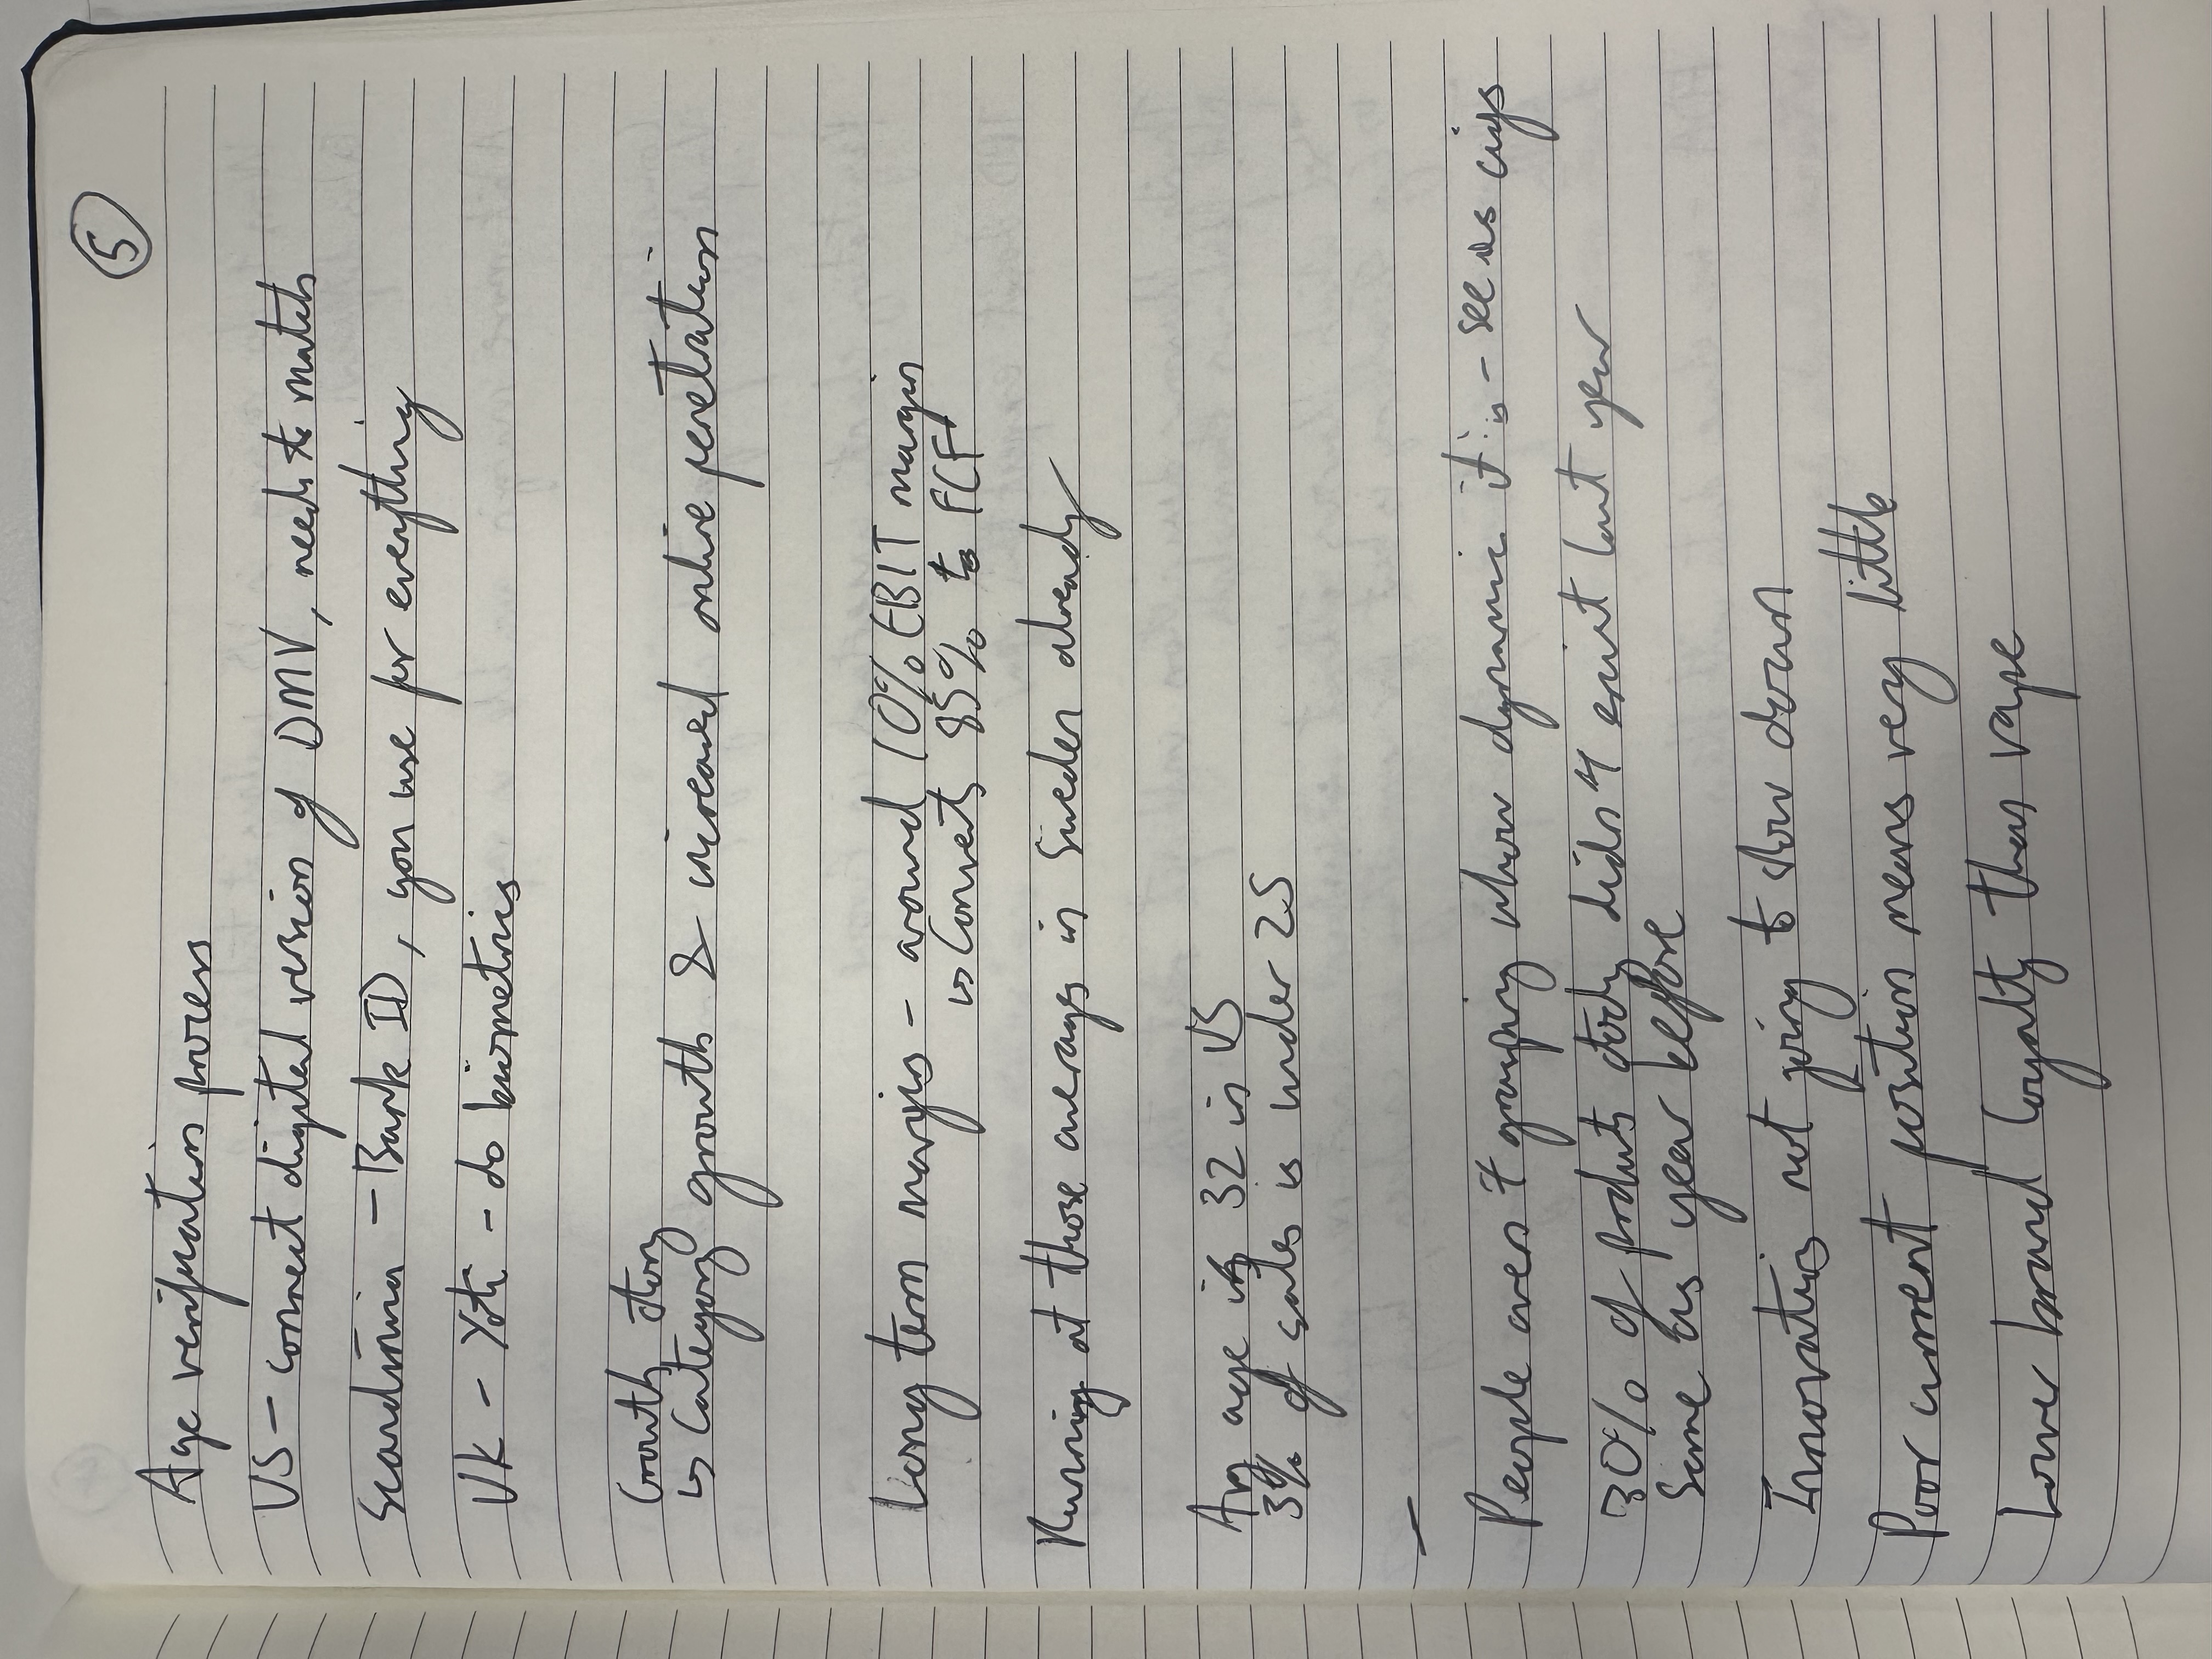 5
Age verification process
US - connect digital version of DMV, needs to match
Scandinavia - Bank ID, you use for everything
UK - Yoti - do biometrics
Growth story
↳ Category growth & increased online penetration
Long term margins - around 10% EBIT margin
↳ Converts 85% to FCF
Running at those averages in Sweden already
Avg age is 32 in US
3% of sales is under 25
—
People aren't grasping how dynamic it is - see as cigs
30% of products today didn't exist last year
Same as year before
Innovation not going to slow down
Poor current position means very little
Lower brand loyalty than vape